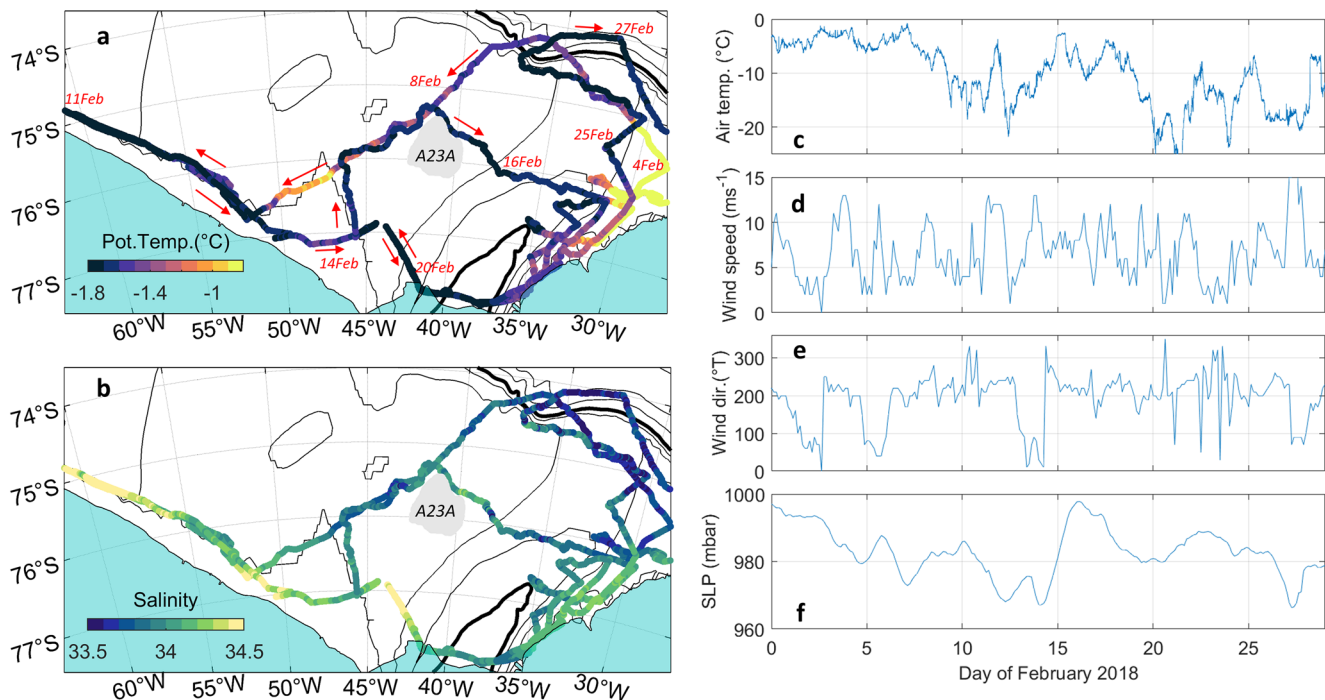 a
74°S
75°S
76°S
77°S
27Feb
8Feb
11Feb
A23A
16Feb
25Feb
4Feb
14Feb
20Feb
Pot.Temp.(°C)
-1.8 -1.4 -1
60°W 55°W 50°W 45°W 40°W 35°W 30°W
b
74°S
75°S
76°S
77°S
A23A
Salinity
33.5 34 34.5
60°W 55°W 50°W 45°W 40°W 35°W 30°W
Air temp. (°C)
0
-10
-20
c
Wind speed (ms-1)
15
10
5
0
d
Wind dir.(°T)
300
200
100
0
e
SLP (mbar)
1000
980
960
f
0 5 10 15 20 25
Day of February 2018